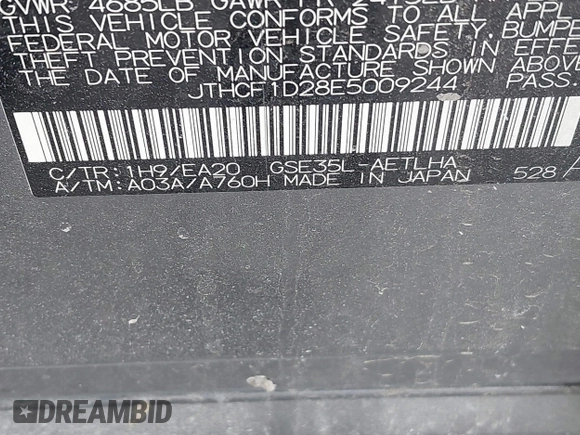 GVWR 4685LB GAWR FR
THIS VEHICLE CONFORMS TO ALL APPL
FEDERAL MOTOR VEHICLE SAFETY, BUMPE
THEFT PREVENTION STANDARDS IN EFFE
THE DATE OF MANUFACTURE SHOWN ABOVE
JTHCF1D28E5009244 PASS.
C/TR: 1H9/EA20 GSE35L-AETLHA
A/TM: A03A/A760H MADE IN JAPAN 528
DREAMBID